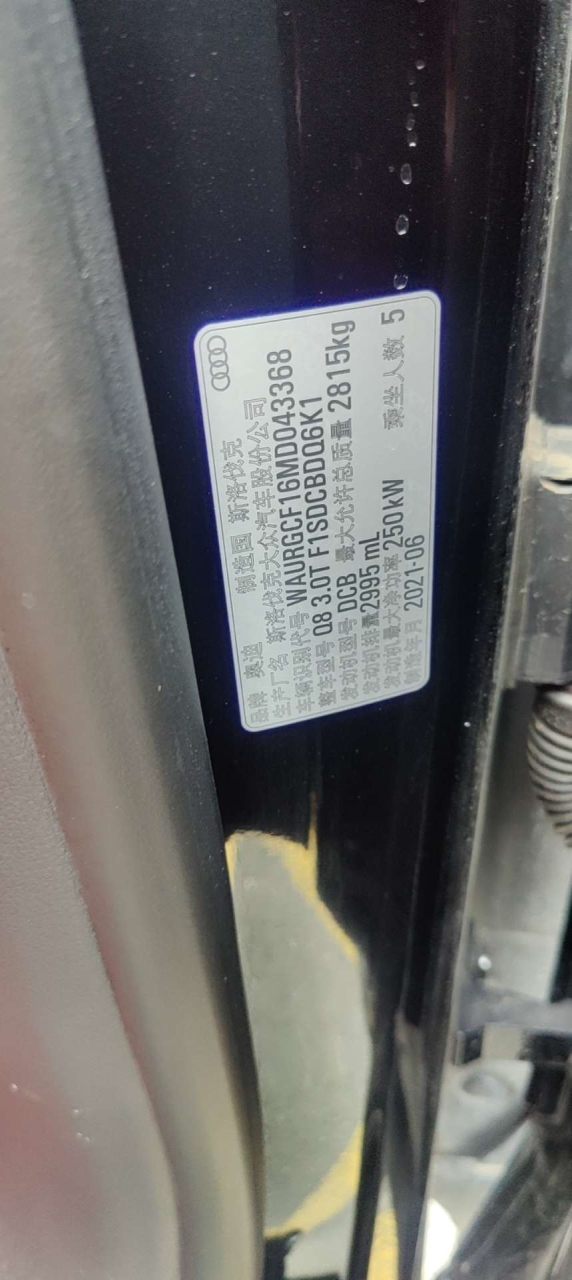 品牌 奥迪 制造国 斯洛伐克
生产厂名 斯洛伐克大众汽车股份公司
车辆识别代号 WAURGCF16MD043368
整车型号 Q8 3.0T F1SDCBDQ6K1
发动机型号 DCB 最大允许总质量 2815kg
发动机排量 2995 mL
发动机最大净功率 250kW 乘坐人数 5
制造年月 2021-06